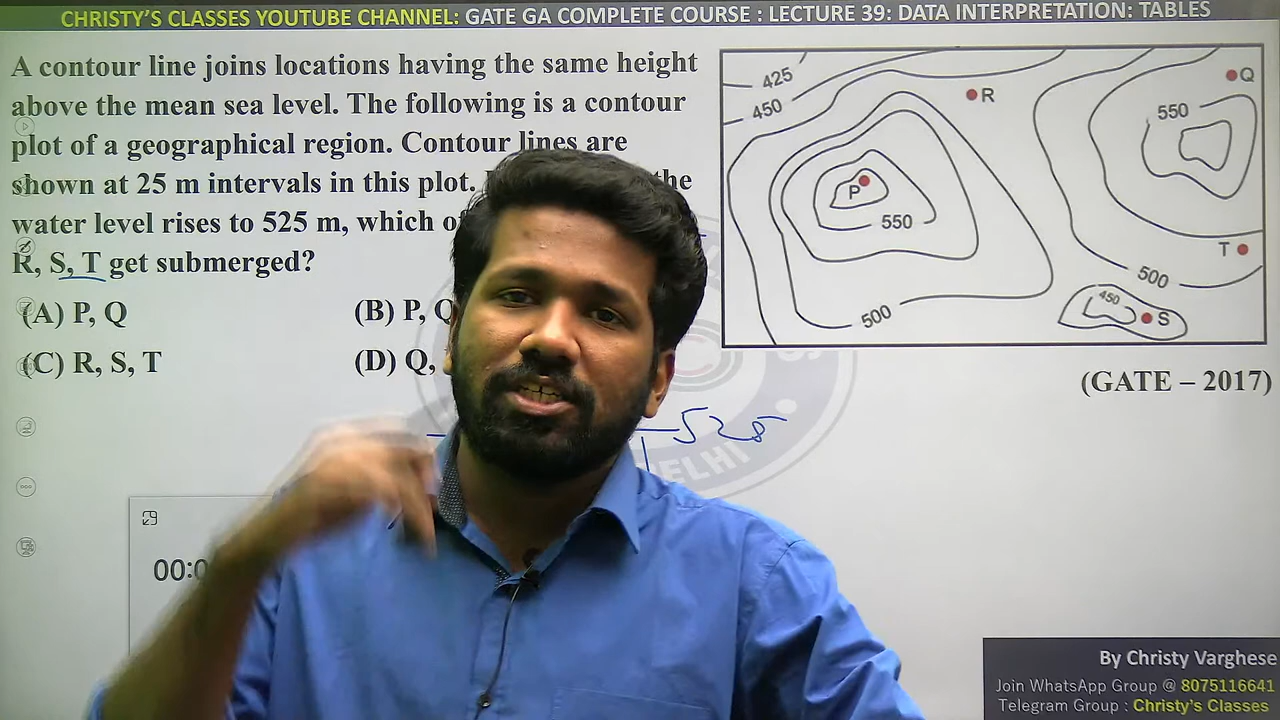 CHRISTY'S CLASSES YOUTUBE CHANNEL: GATE GA COMPLETE COURSE : LECTURE 39: DATA INTERPRETATION: TABLES
A contour line joins locations having the same height
above the mean sea level. The following is a contour
plot of a geographical region. Contour lines are
shown at 25 m intervals in this plot. the
water level rises to 525 m, which
R, S, T get submerged?
(A) P, Q
(B) P,
(C) R, S, T
(D) Q,
425
450
R
Q
550
P
550
T
500
500
450
S
(GATE – 2017)
525
DELHI
By Christy Varghese
Join WhatsApp Group @ 8075116641
Telegram Group : Christy's Classes